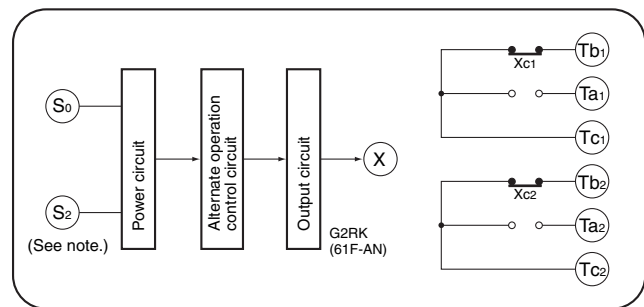 S0
S2
(See note.)
Power circuit
Alternate operation
control circuit
Output circuit
X
G2RK
(61F-AN)
Tb1
Xc1
Ta1
Tc1
Tb2
Xc2
Ta2
Tc2